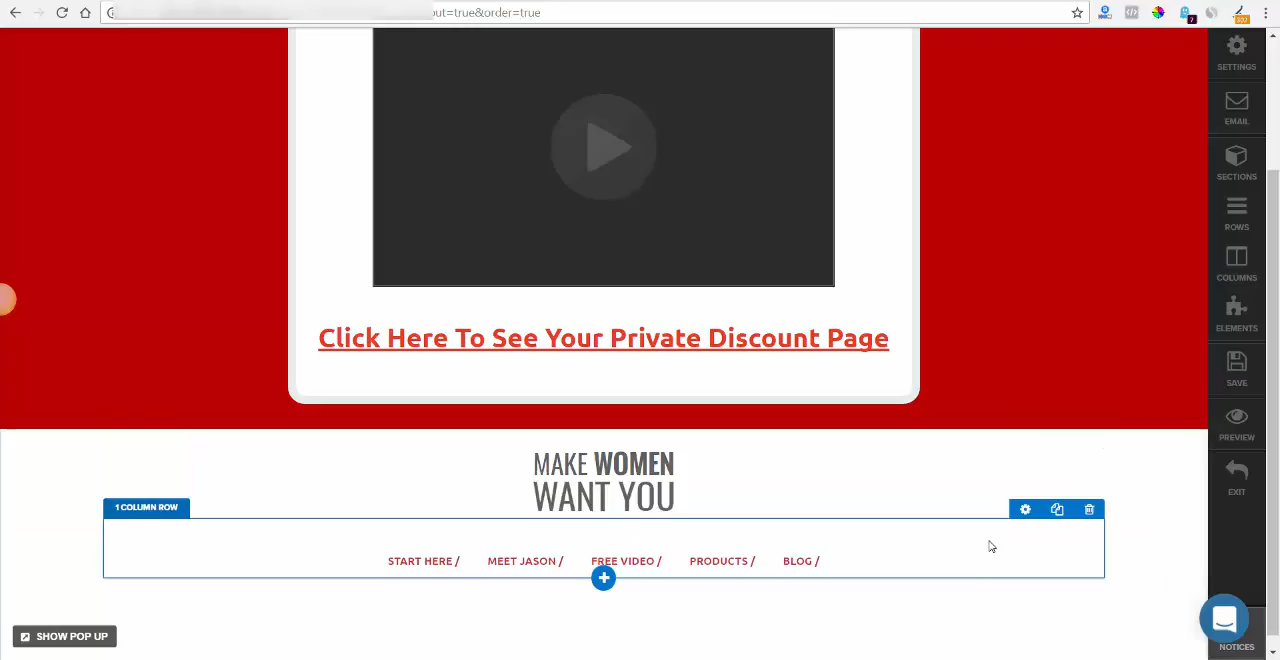 out=true&order=true
SETTINGS
EMAIL
SECTIONS
ROWS
COLUMNS
ELEMENTS
SAVE
PREVIEW
EXIT
Click Here To See Your Private Discount Page
MAKE WOMEN
WANT YOU
1 COLUMN ROW
START HERE / MEET JASON / FREE VIDEO / PRODUCTS / BLOG /
SHOW POP UP
NOTICES